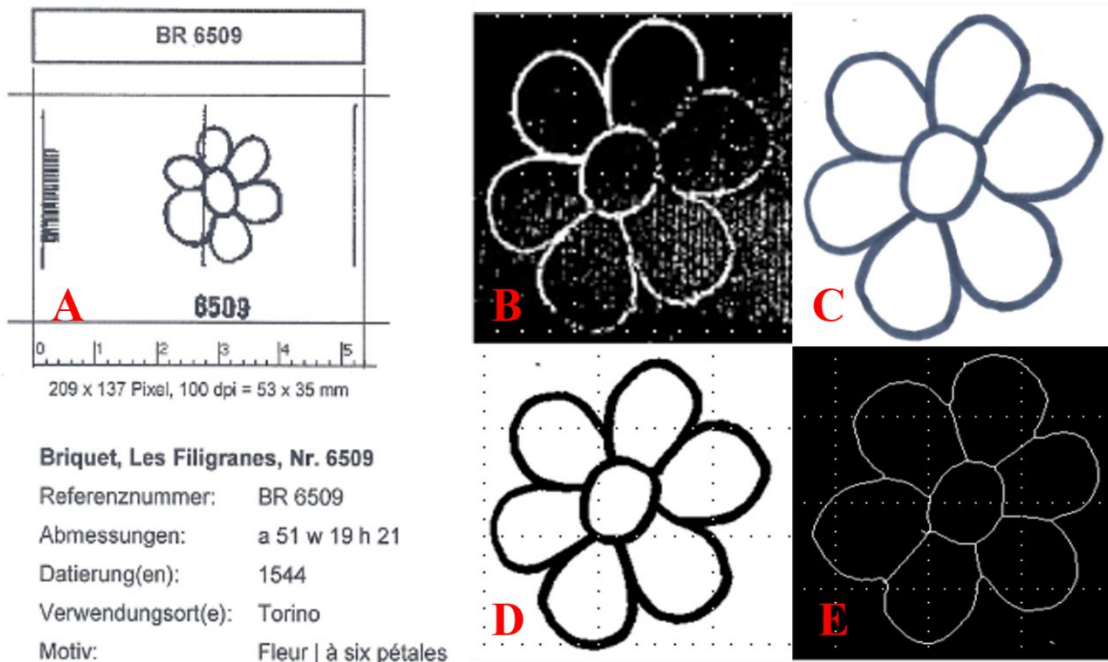 BR 6509
A
6509
0 1 2 3 4 5
209 x 137 Pixel, 100 dpi = 53 x 35 mm
Briquet, Les Filigranes, Nr. 6509
Referenznummer: BR 6509
Abmessungen: a 51 w 19 h 21
Datierung(en): 1544
Verwendungsort(e): Torino
Motiv: Fleur | à six pétales
B
C
D
E